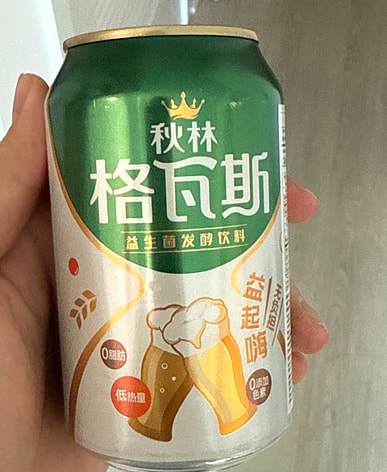 秋林
格瓦斯
益生菌发酵饮料
益起嗨
0脂肪
低热量
0添加
色素